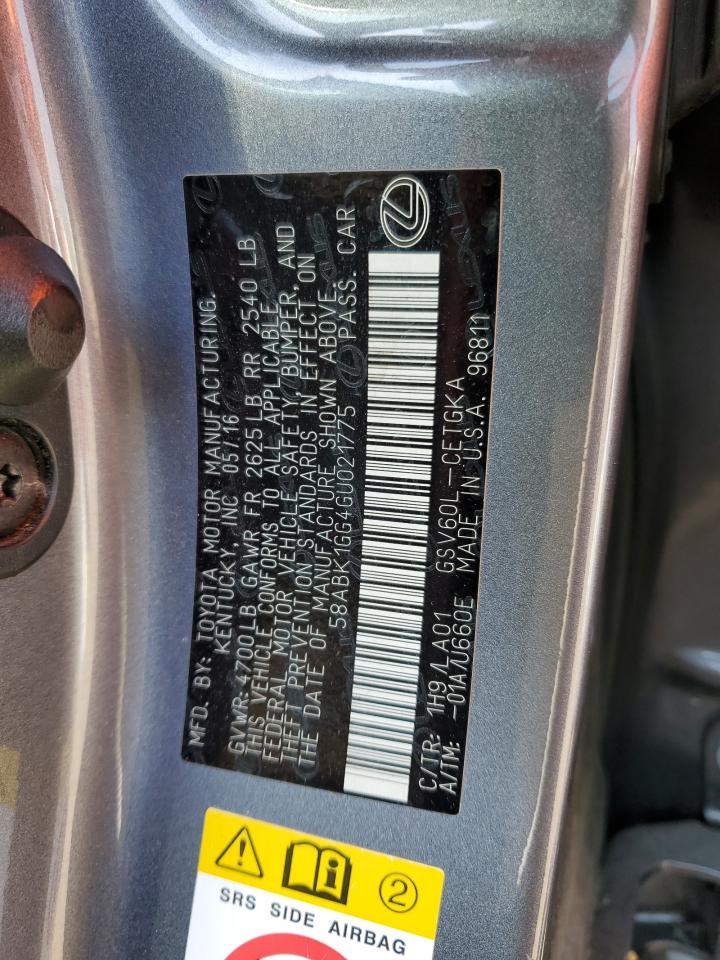 MFD. BY: TOYOTA MOTOR MANUFACTURING,
KENTUCKY, INC 05/16
GVWR 4700LB GAWR FR 2625LB RR 2540 LB
THIS VEHICLE CONFORMS TO ALL APPLICABLE
FEDERAL MOTOR VEHICLE SAFETY, BUMPER, AND
THEFT PREVENTION STANDARDS IN EFFECT ON
THE DATE OF MANUFACTURE SHOWN ABOVE.
58ABK1GG4GU021775 PASS. CAR
C/TR: 1H9/LA01 GSV60L-CETGKA
A/TM: -01A/U660E MADE IN U.S.A. 96811
LEXUS
2
SRS SIDE AIRBAG